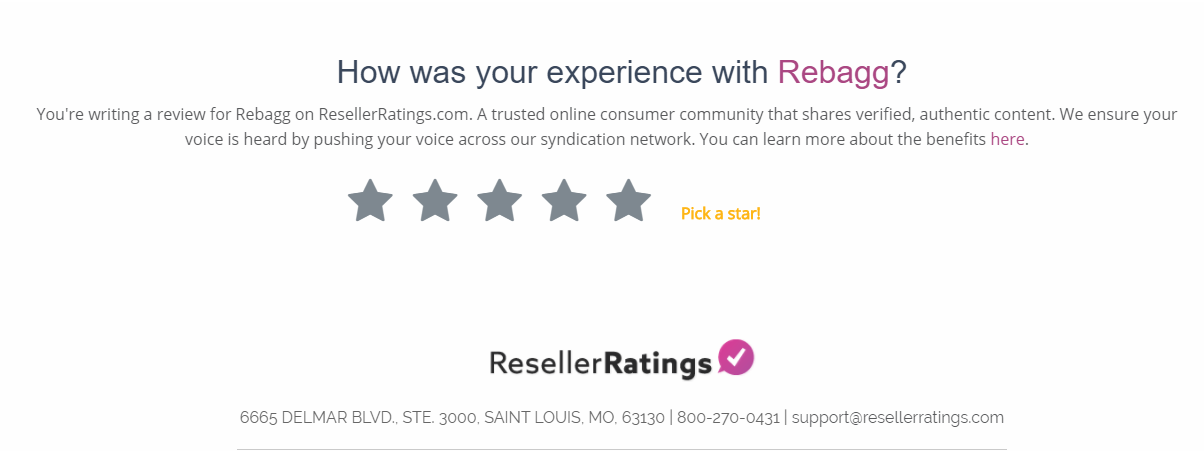 How was your experience with Rebagg?
You're writing a review for Rebagg on ResellerRatings.com. A trusted online consumer community that shares verified, authentic content. We ensure your
voice is heard by pushing your voice across our syndication network. You can learn more about the benefits here.
Pick a star!
ResellerRatings
6665 DELMAR BLVD., STE. 3000, SAINT LOUIS, MO, 63130 | 800-270-0431 | support@resellerratings.com